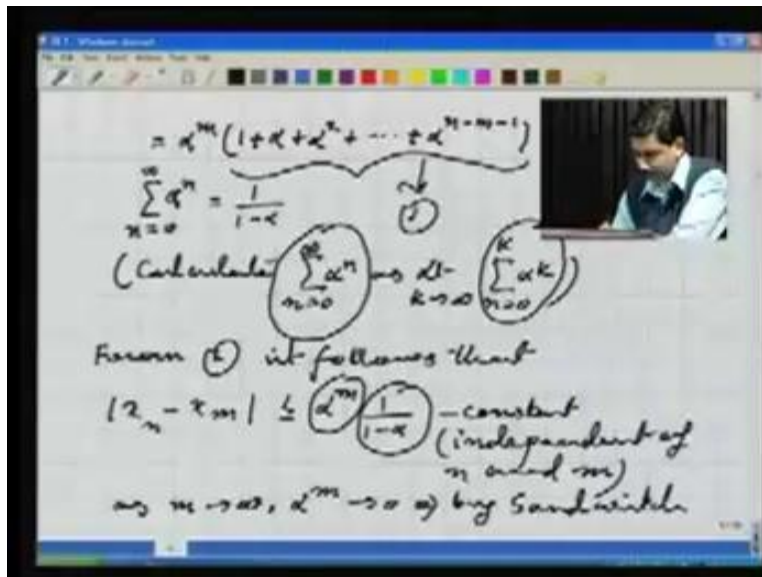 = α^m (1+α+α^2+ ⋯ +α^{n-m-1})
∑_{n=0}^{∞} α^n = 1/(1-α)
(Calculate ∑_{n=0}^{∞} α^n as lt_{k→∞} ∑_{n=0}^{k} α^k)
From it follows that
|x_n - x_m| ≤ α^m 1/(1-α) - constant
(independent of
n and m)
as m→∞, α^m → 0 by Sandwich